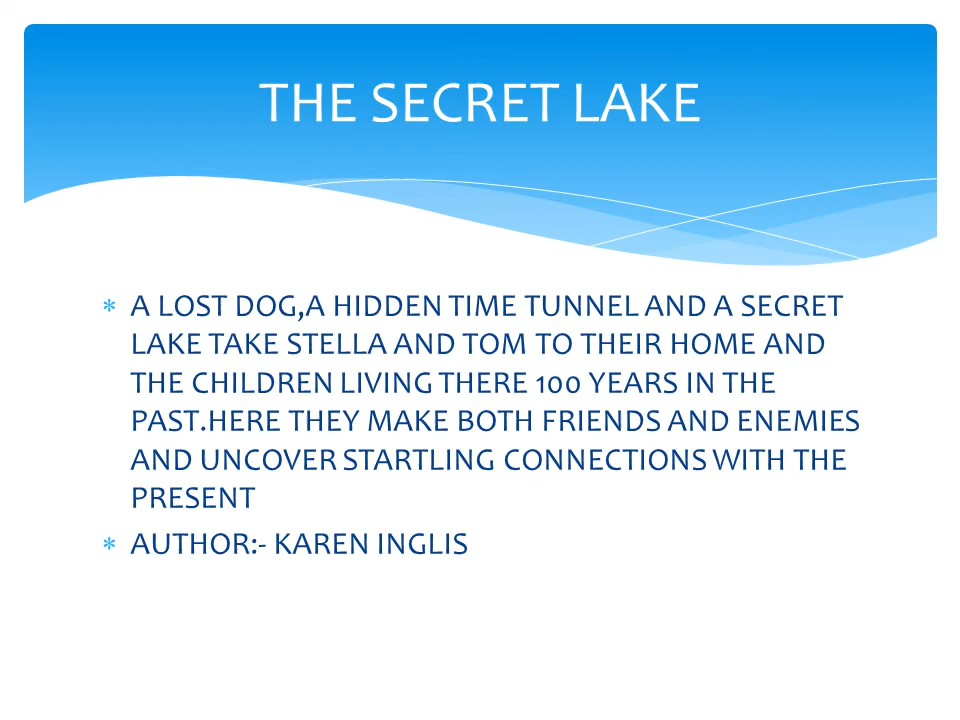 THE SECRET LAKE
* A LOST DOG,A HIDDEN TIME TUNNEL AND A SECRET
LAKE TAKE STELLA AND TOM TO THEIR HOME AND
THE CHILDREN LIVING THERE 100 YEARS IN THE
PAST.HERE THEY MAKE BOTH FRIENDS AND ENEMIES
AND UNCOVER STARTLING CONNECTIONS WITH THE
PRESENT
* AUTHOR:- KAREN INGLIS